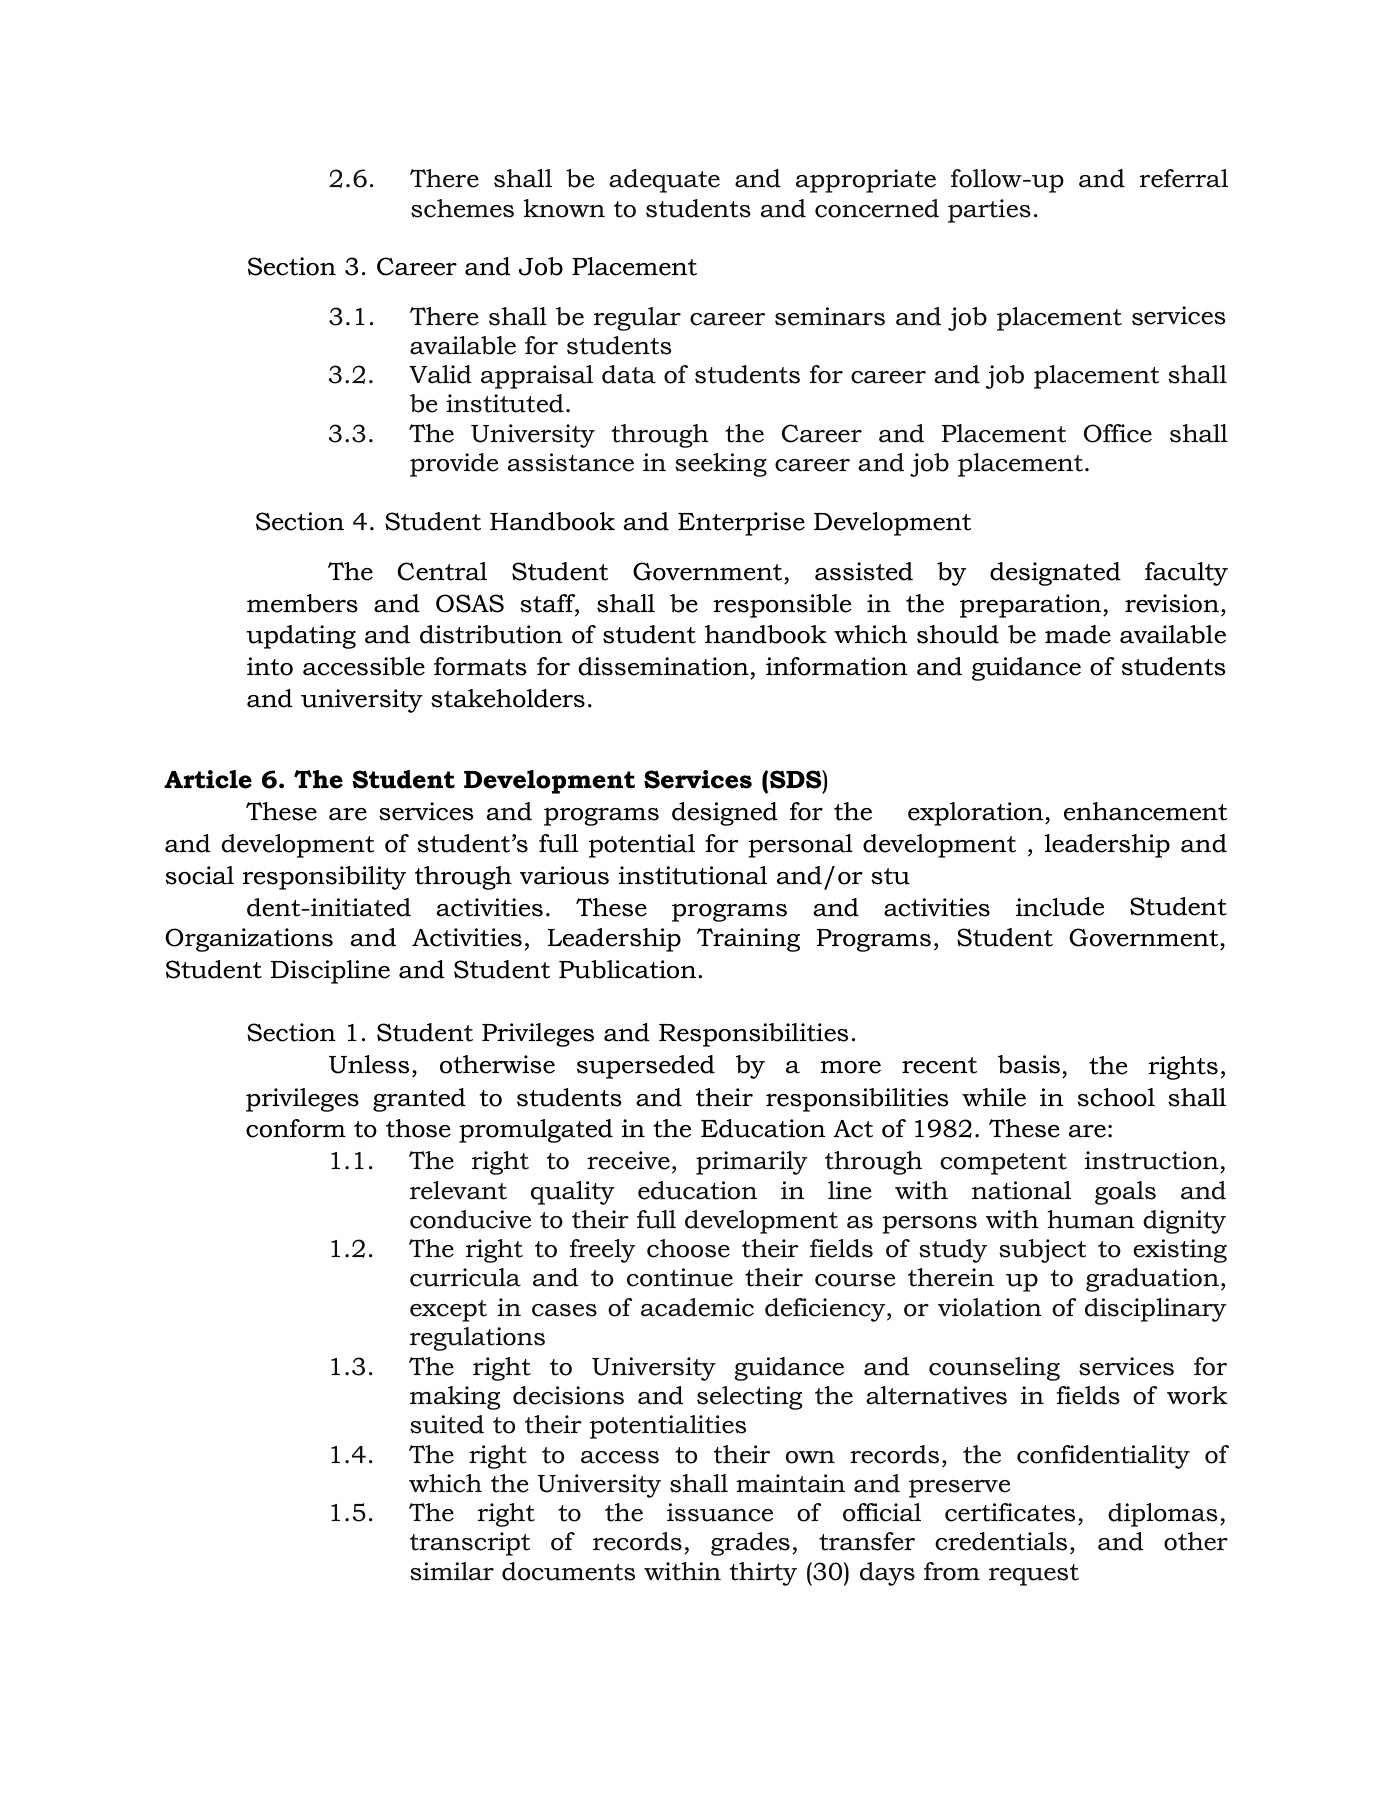 2.6. There shall be adequate and appropriate follow-up and referral
schemes known to students and concerned parties.
Section 3. Career and Job Placement
3.1. There shall be regular career seminars and job placement services
available for students
3.2. Valid appraisal data of students for career and job placement shall
be instituted.
3.3. The University through the Career and Placement Office shall
provide assistance in seeking career and job placement.
Section 4. Student Handbook and Enterprise Development
The Central Student Government, assisted by designated faculty
members and OSAS staff, shall be responsible in the preparation, revision,
updating and distribution of student handbook which should be made available
into accessible formats for dissemination, information and guidance of students
and university stakeholders.
Article 6. The Student Development Services (SDS)
These are services and programs designed for the exploration, enhancement
and development of student’s full potential for personal development , leadership and
social responsibility through various institutional and/or stu
dent-initiated activities. These programs and activities include Student
Organizations and Activities, Leadership Training Programs, Student Government,
Student Discipline and Student Publication.
Section 1. Student Privileges and Responsibilities.
Unless, otherwise superseded by a more recent basis, the rights,
privileges granted to students and their responsibilities while in school shall
conform to those promulgated in the Education Act of 1982. These are:
1.1. The right to receive, primarily through competent instruction,
relevant quality education in line with national goals and
conducive to their full development as persons with human dignity
1.2. The right to freely choose their fields of study subject to existing
curricula and to continue their course therein up to graduation,
except in cases of academic deficiency, or violation of disciplinary
regulations
1.3. The right to University guidance and counseling services for
making decisions and selecting the alternatives in fields of work
suited to their potentialities
1.4. The right to access to their own records, the confidentiality of
which the University shall maintain and preserve
1.5. The right to the issuance of official certificates, diplomas,
transcript of records, grades, transfer credentials, and other
similar documents within thirty (30) days from request